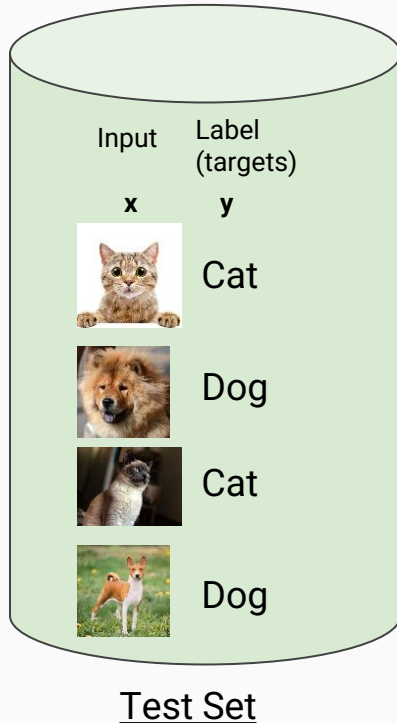 Input Label
(targets)
x y
Cat
Dog
Cat
Dog
Test Set